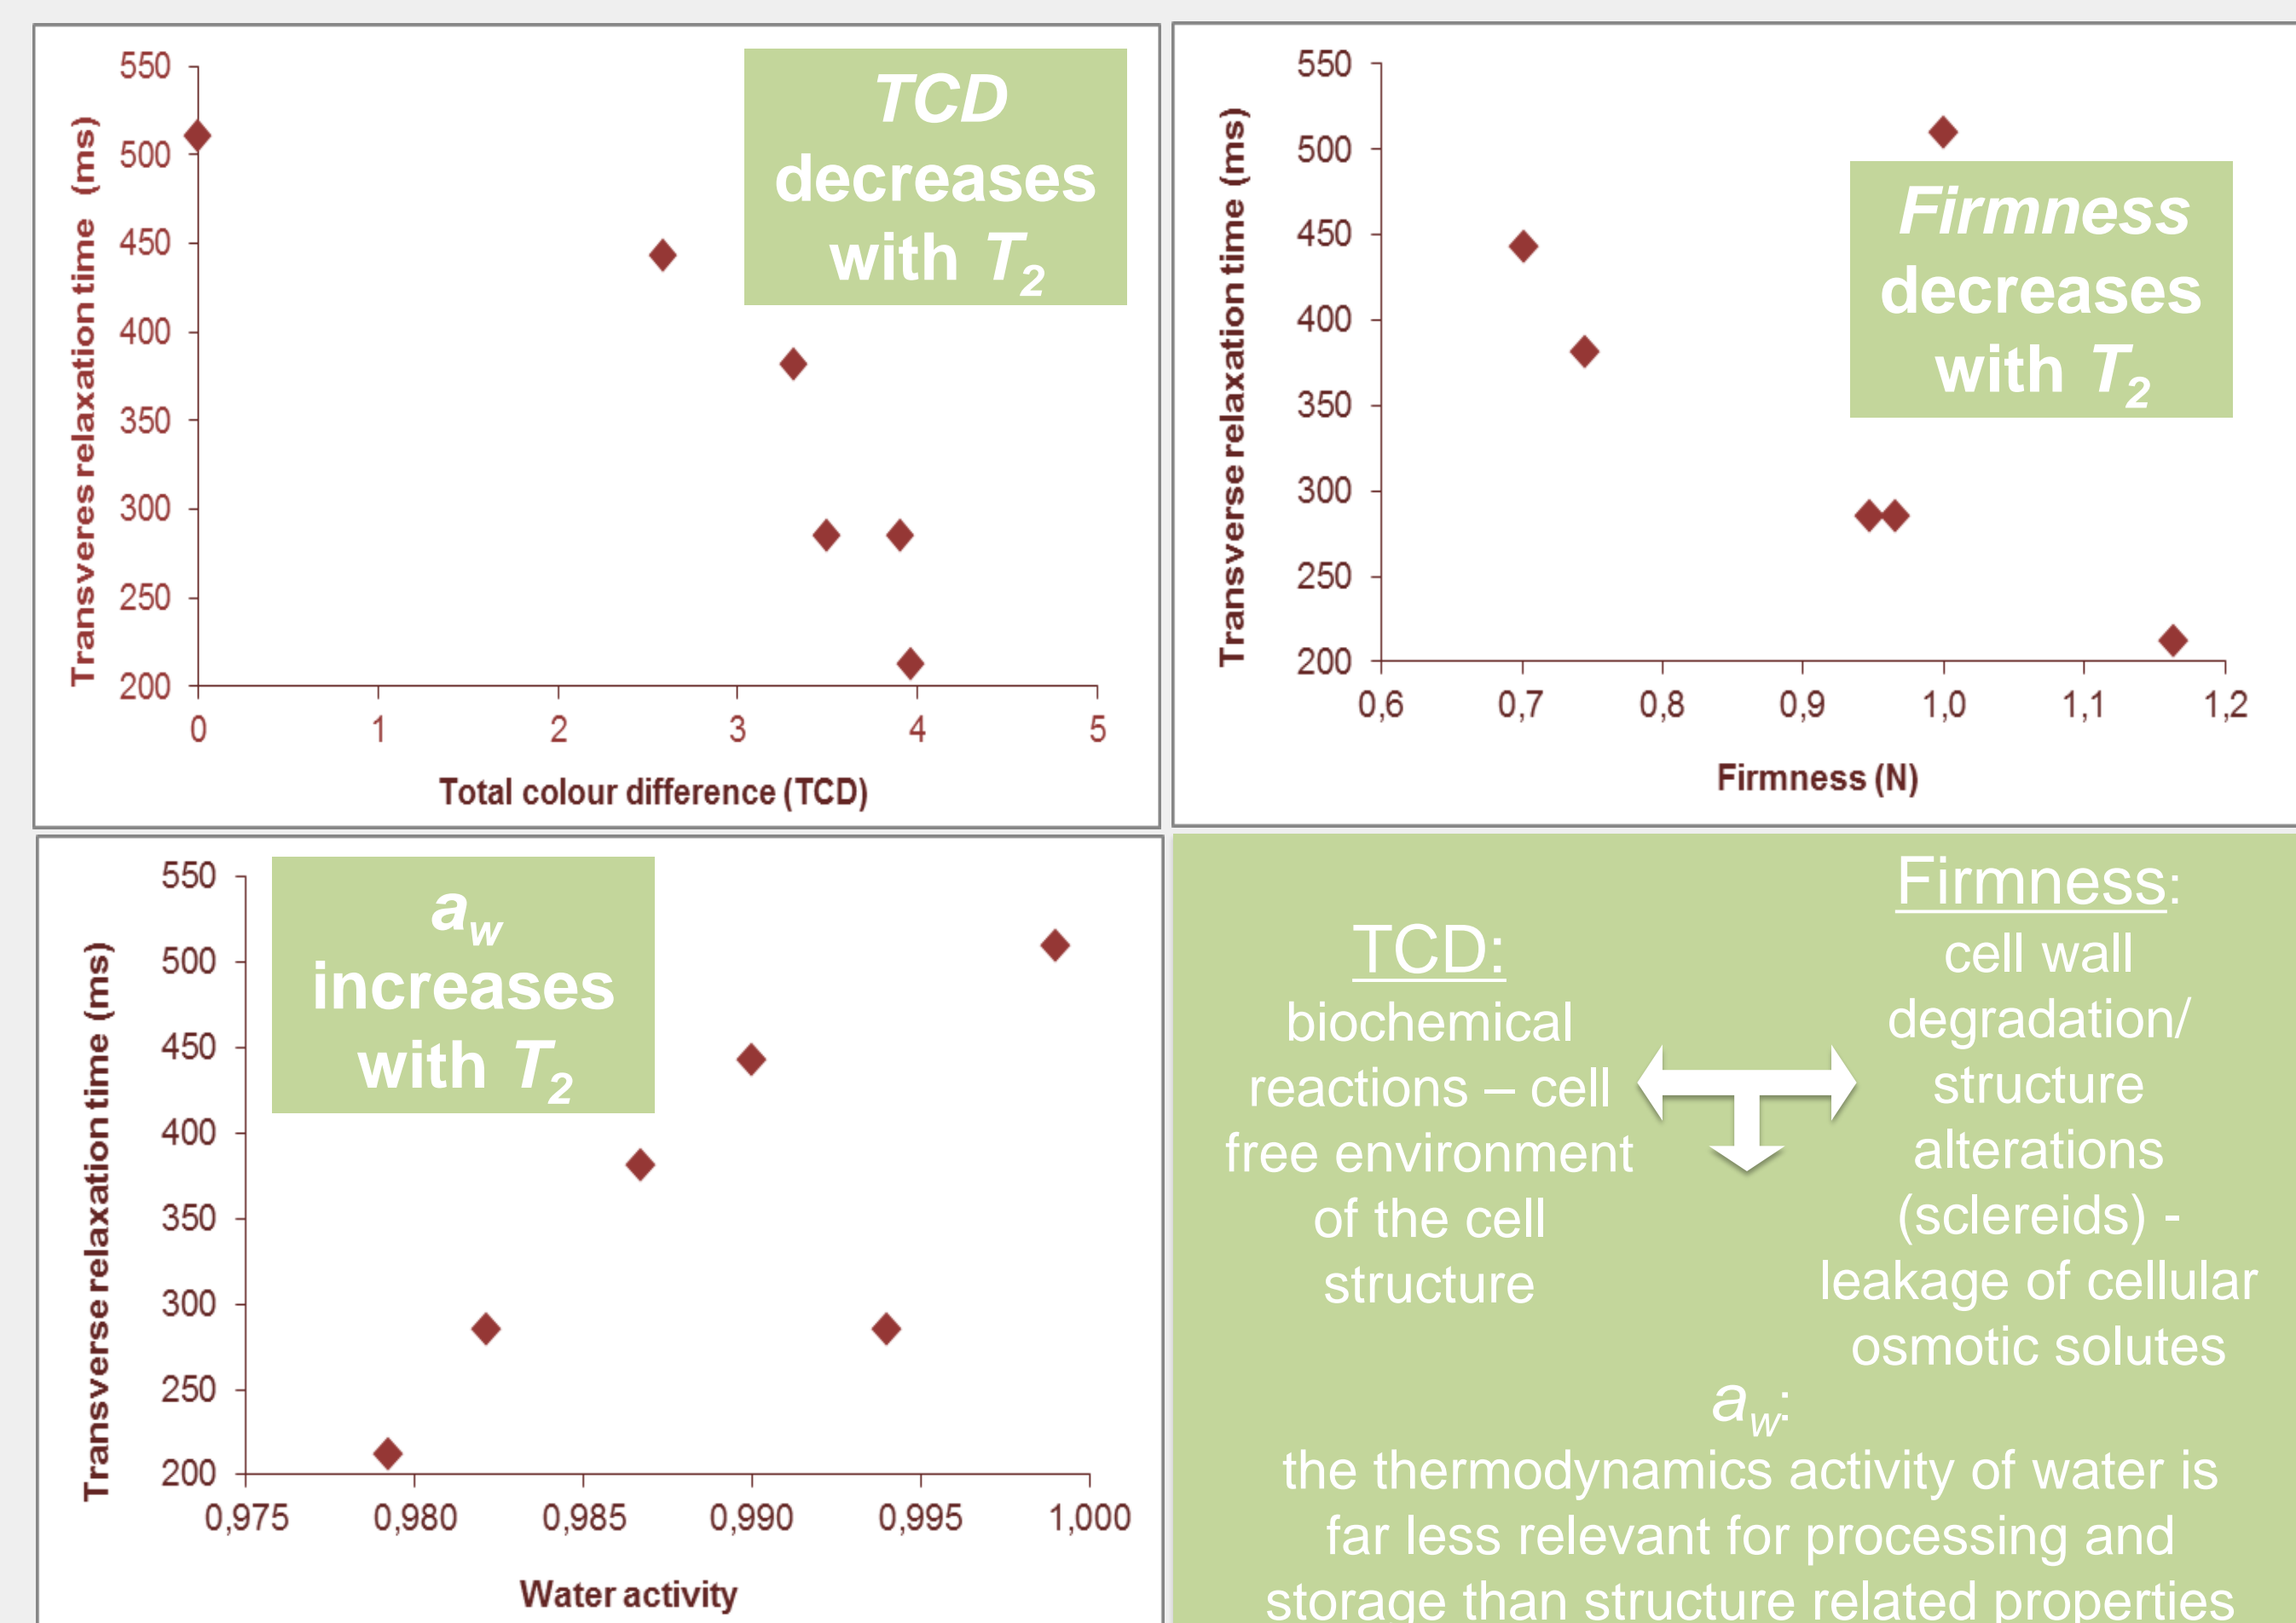 550
500
450
400
350
300
250
200
Transveres relaxation time (ms)
0
1
2
3
4
5
Total colour difference (TCD)
TCD
decreases
with T2
550
500
450
400
350
300
250
200
Transverse relaxation time (ms)
0,6
0,7
0,8
0,9
1,0
1,1
1,2
Firmness (N)
Firmness
decreases
with T2
550
500
450
400
350
300
250
200
Transverse relaxation time (ms)
0,975
0,980
0,985
0,990
0,995
1,000
Water activity
aw
increases
with T2
TCD:
biochemical
reactions – cell
free environment
of the cell
structure
Firmness:
cell wall
degradation/
structure
alterations
(sclereids) -
leakage of cellular
osmotic solutes
aw:
the thermodynamics activity of water is
far less relevant for processing and
storage than structure related properties